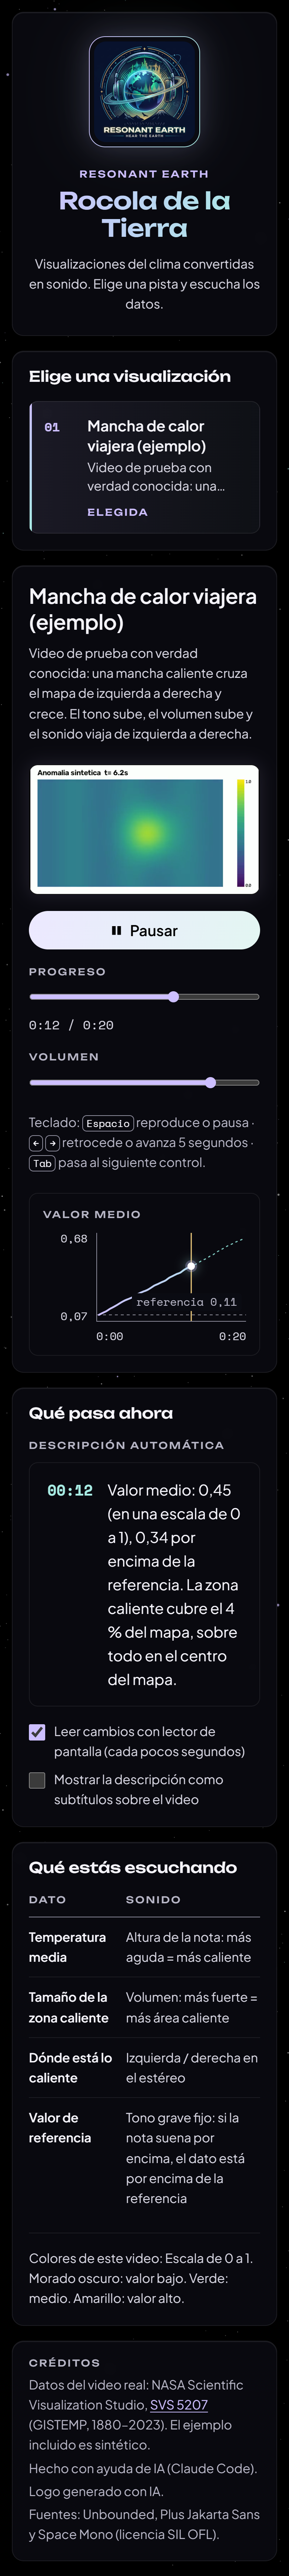 RESONANT EARTH
HEAR THE EARTH
RESONANT EARTH
Rocola de la
Tierra
Visualizaciones del clima convertidas
en sonido. Elige una pista y escucha los
datos.
Elige una visualización
01
Mancha de calor
viajera (ejemplo)
Video de prueba con
verdad conocida: una...
ELEGIDA
Mancha de calor viajera
(ejemplo)
Video de prueba con verdad
conocida: una mancha caliente cruza
el mapa de izquierda a derecha y
crece. El tono sube, el volumen sube y
el sonido viaja de izquierda a derecha.
Anomalia sintetica t= 6.2s
1.0
0.0
Pausar
PROGRESO
0:12 / 0:20
VOLUMEN
Teclado: Espacio reproduce o pausa ·
← → retrocede o avanza 5 segundos ·
Tab pasa al siguiente control.
VALOR MEDIO
0,68
referencia 0,11
0,07
0:00 0:20
Qué pasa ahora
DESCRIPCIÓN AUTOMÁTICA
00:12
Valor medio: 0,45
(en una escala de 0
a 1), 0,34 por
encima de la
referencia. La zona
caliente cubre el 4
% del mapa, sobre
todo en el centro
del mapa.
Leer cambios con lector de
pantalla (cada pocos segundos)
Mostrar la descripción como
subtítulos sobre el video
Qué estás escuchando
DATO SONIDO
Temperatura
media
Altura de la nota: más
aguda = más caliente
Tamaño de la
zona caliente
Volumen: más fuerte =
más área caliente
Dónde está lo
caliente
Izquierda / derecha en
el estéreo
Valor de
referencia
Tono grave fijo: si la
nota suena por
encima, el dato está
por encima de la
referencia
Colores de este video: Escala de 0 a 1.
Morado oscuro: valor bajo. Verde:
medio. Amarillo: valor alto.
CRÉDITOS
Datos del video real: NASA Scientific
Visualization Studio, SVS 5207
(GISTEMP, 1880–2023). El ejemplo
incluido es sintético.
Hecho con ayuda de IA (Claude Code).
Logo generado con IA.
Fuentes: Unbounded, Plus Jakarta Sans
y Space Mono (licencia SIL OFL).